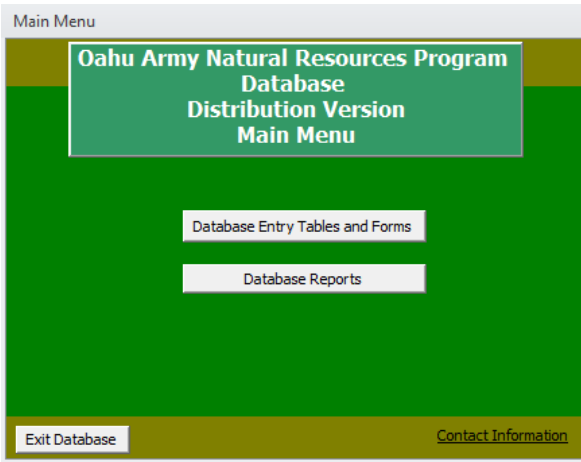 Main Menu
Oahu Army Natural Resources Program
Database
Distribution Version
Main Menu
Database Entry Tables and Forms
Database Reports
Exit Database
Contact Information